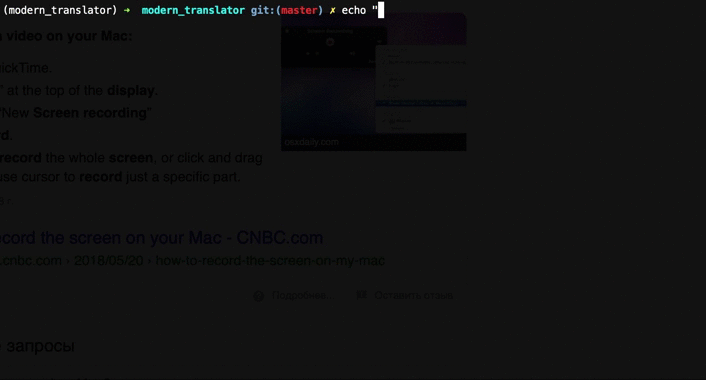 (modern_translator) ➜ modern_translator git:(master) ✗ echo "
video on your Mac:
ickTime.
" at the top of the display.
"New Screen recording"
rd.
record the whole screen, or click and drag
use cursor to record just a specific part.
osxdaily.com
ecord the screen on your Mac - CNBC.com
.cnbc.com › 2018/05/20 › how-to-record-the-screen-on-my-mac
Подробнее
Оставить отзыв
запросы